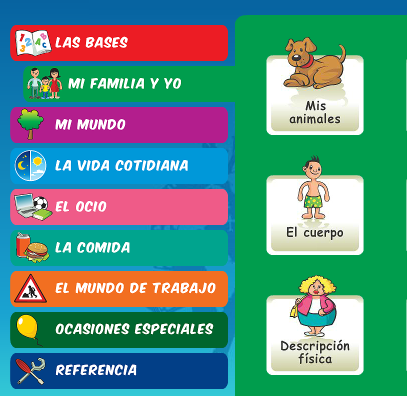 LAS BASES
MI FAMILIA Y YO
MI MUNDO
LA VIDA COTIDIANA
EL OCIO
LA COMIDA
EL MUNDO DE TRABAJO
OCASIONES ESPECIALES
REFERENCIA
Mis
animales
El cuerpo
Descripción
física